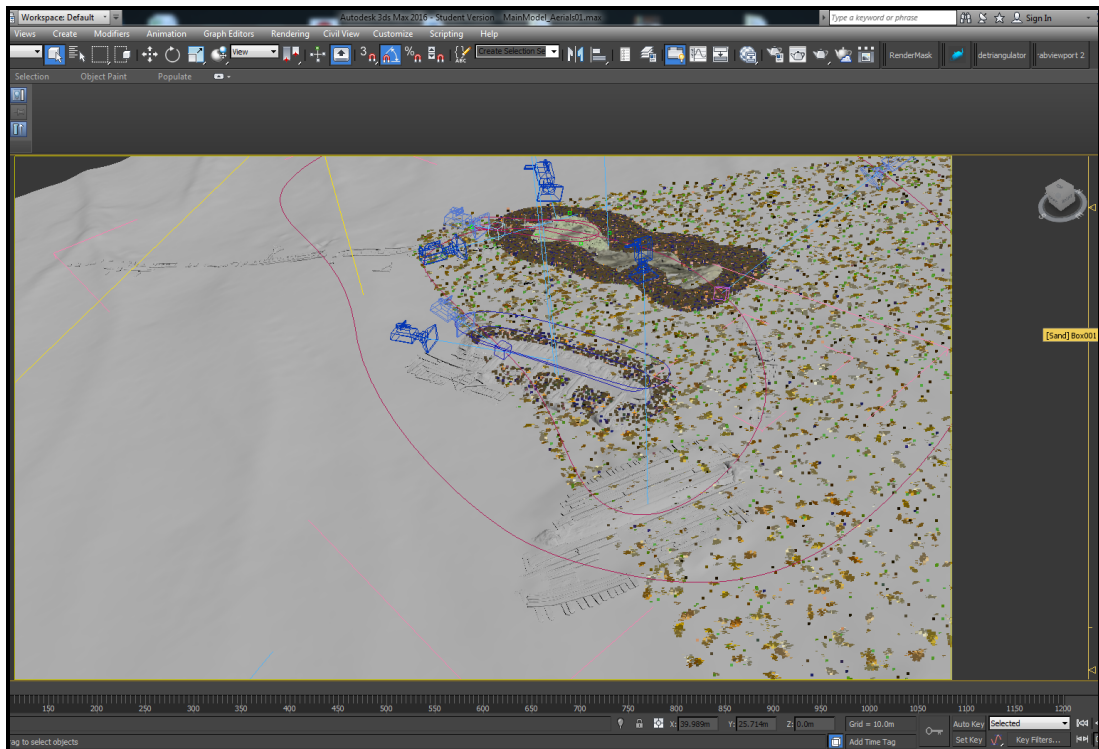 Workspace: Default
Autodesk 3ds Max 2016 - Student Version MainModel_Aerials01.max
Type a keyword or phrase
Sign In
Views Create Modifiers Animation Graph Editors Rendering Civil View Customize Scripting Help
View
3
Create Selection Se
RenderMask
detriangulator
abviewport 2
Selection Object Paint Populate
[Sand] Box001
150 200 250 300 350 400 450 500 550 600 650 700 750 800 850 900 950 1000 1050 1100 1150 1200
X: 39.989m Y: 25.714m Z: 0.0m Grid = 10.0m Auto Key Selected
ag to select objects Add Time Tag Set Key Key Filters...